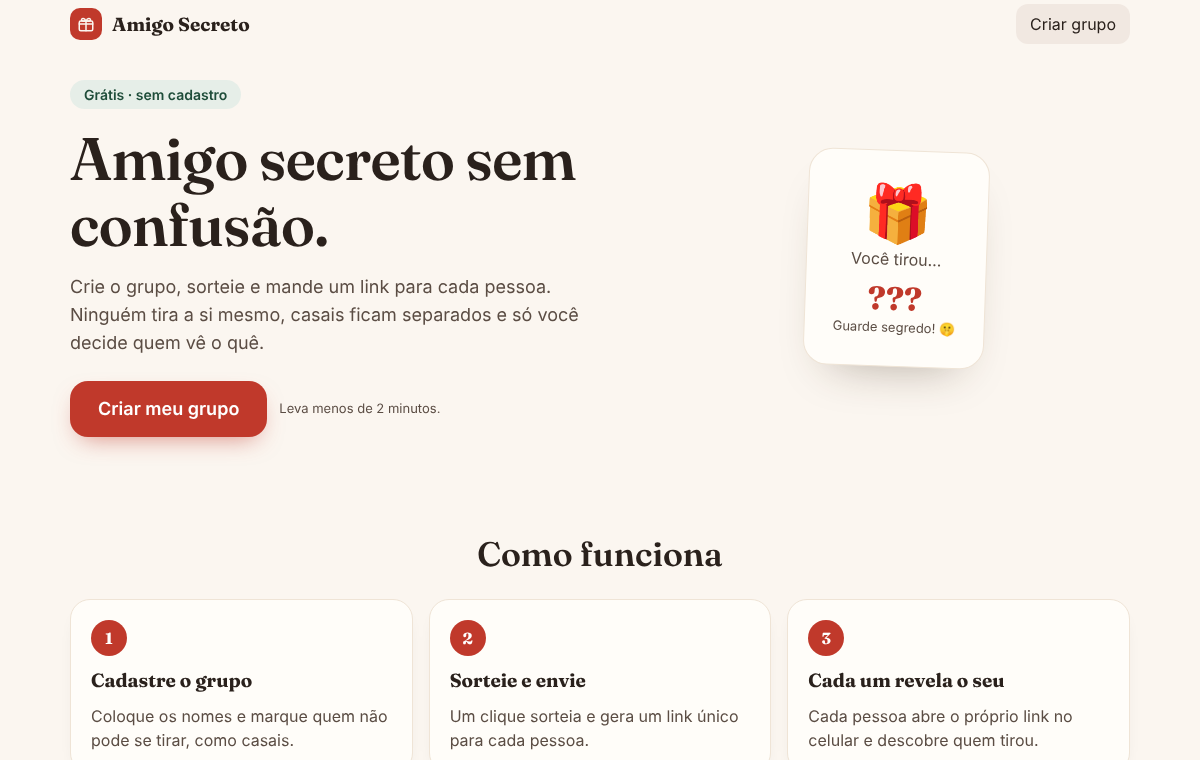 Amigo Secreto
Criar grupo
Grátis · sem cadastro
Amigo secreto sem
confusão.
Crie o grupo, sorteie e mande um link para cada pessoa.
Ninguém tira a si mesmo, casais ficam separados e só você
decide quem vê o quê.
Criar meu grupo
Leva menos de 2 minutos.
Você tirou...
???
Guarde segredo! 🤫
Como funciona
1
Cadastre o grupo
Coloque os nomes e marque quem não
pode se tirar, como casais.
2
Sorteie e envie
Um clique sorteia e gera um link único
para cada pessoa.
3
Cada um revela o seu
Cada pessoa abre o próprio link no
celular e descobre quem tirou.